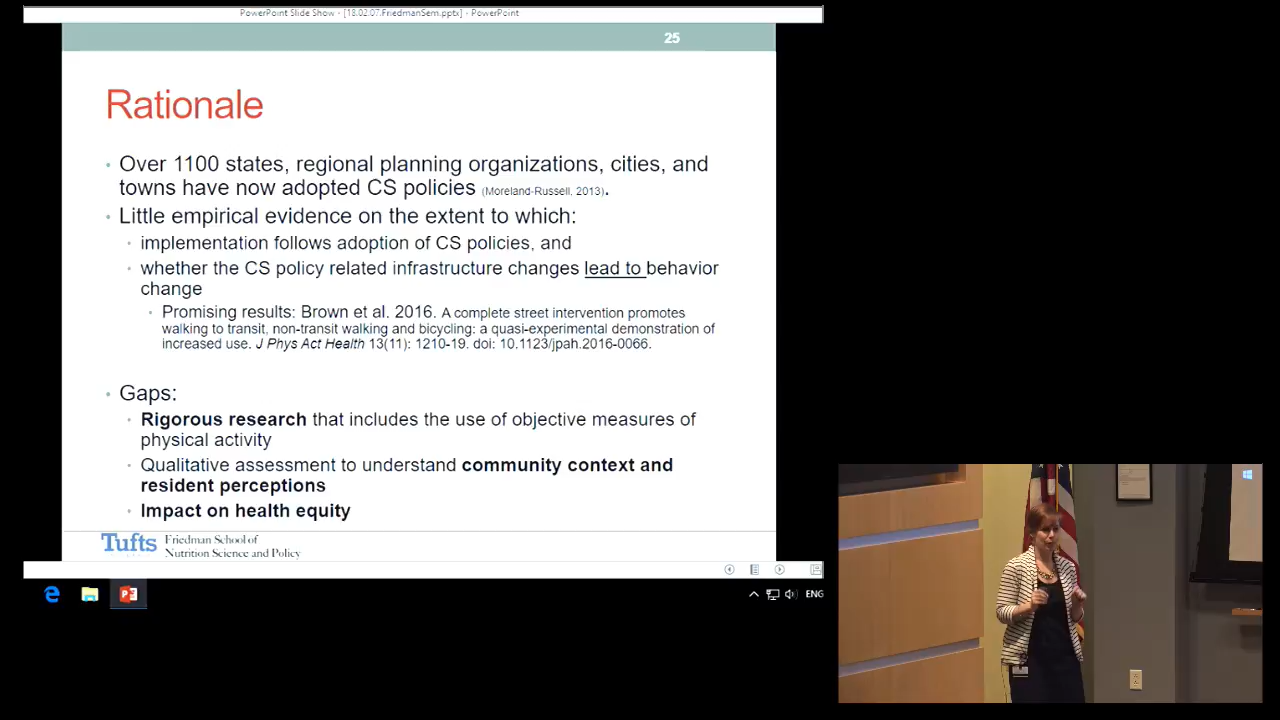 PowerPoint Slide Show - [18.02.07.FriedmanSem.pptx] - PowerPoint
25
Rationale
• Over 1100 states, regional planning organizations, cities, and
towns have now adopted CS policies (Moreland-Russell, 2013).
• Little empirical evidence on the extent to which:
• implementation follows adoption of CS policies, and
• whether the CS policy related infrastructure changes lead to behavior
change
• Promising results: Brown et al. 2016. A complete street intervention promotes
walking to transit, non-transit walking and bicycling: a quasi-experimental demonstration of
increased use. J Phys Act Health 13(11): 1210-19. doi: 10.1123/jpah.2016-0066.
• Gaps:
• Rigorous research that includes the use of objective measures of
physical activity
• Qualitative assessment to understand community context and
resident perceptions
• Impact on health equity
Tufts Friedman School of
Nutrition Science and Policy
ENG